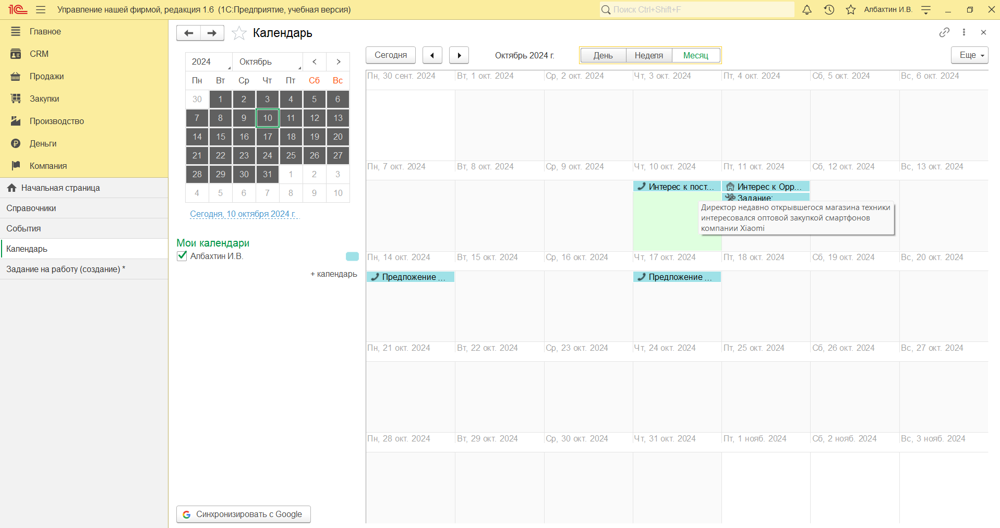 1С Управление нашей фирмой, редакция 1.6 (1С:Предприятие, учебная версия)
Поиск Ctrl+Shift+F
Албахтин И.В.
Главное
CRM
Продажи
Закупки
Производство
Деньги
Компания
Начальная страница
Справочники
События
Календарь
Задание на работу (создание) *
Календарь
2024 Октябрь < >
Пн Вт Ср Чт Пт Сб Вс
30 1 2 3 4 5 6
7 8 9 10 11 12 13
14 15 16 17 18 19 20
21 22 23 24 25 26 27
28 29 30 31 1 2 3
4 5 6 7 8 9 10
Сегодня, 10 октября 2024 г.
Мои календари
Албахтин И.В.
+ календарь
Синхронизировать с Google
Сегодня Октябрь 2024 г. День Неделя Месяц Еще
Пн, 30 сент. 2024 Вт, 1 окт. 2024 Ср, 2 окт. 2024 Чт, 3 окт. 2024 Пт, 4 окт. 2024 Сб, 5 окт. 2024 Вс, 6 окт. 2024
Пн, 7 окт. 2024 Вт, 8 окт. 2024 Ср, 9 окт. 2024 Чт, 10 окт. 2024 Пт, 11 окт. 2024 Сб, 12 окт. 2024 Вс, 13 окт. 2024
Интерес к пост... Интерес к Opp...
Задание:
Директор недавно открывшегося магазина техники
интересовался оптовой закупкой смартфонов
компании Xiaomi
Пн, 14 окт. 2024 Вт, 15 окт. 2024 Ср, 16 окт. 2024 Чт, 17 окт. 2024 Пт, 18 окт. 2024 Сб, 19 окт. 2024 Вс, 20 окт. 2024
Предложение ... Предложение ...
Пн, 21 окт. 2024 Вт, 22 окт. 2024 Ср, 23 окт. 2024 Чт, 24 окт. 2024 Пт, 25 окт. 2024 Сб, 26 окт. 2024 Вс, 27 окт. 2024
Пн, 28 окт. 2024 Вт, 29 окт. 2024 Ср, 30 окт. 2024 Чт, 31 окт. 2024 Пт, 1 нояб. 2024 Сб, 2 нояб. 2024 Вс, 3 нояб. 2024